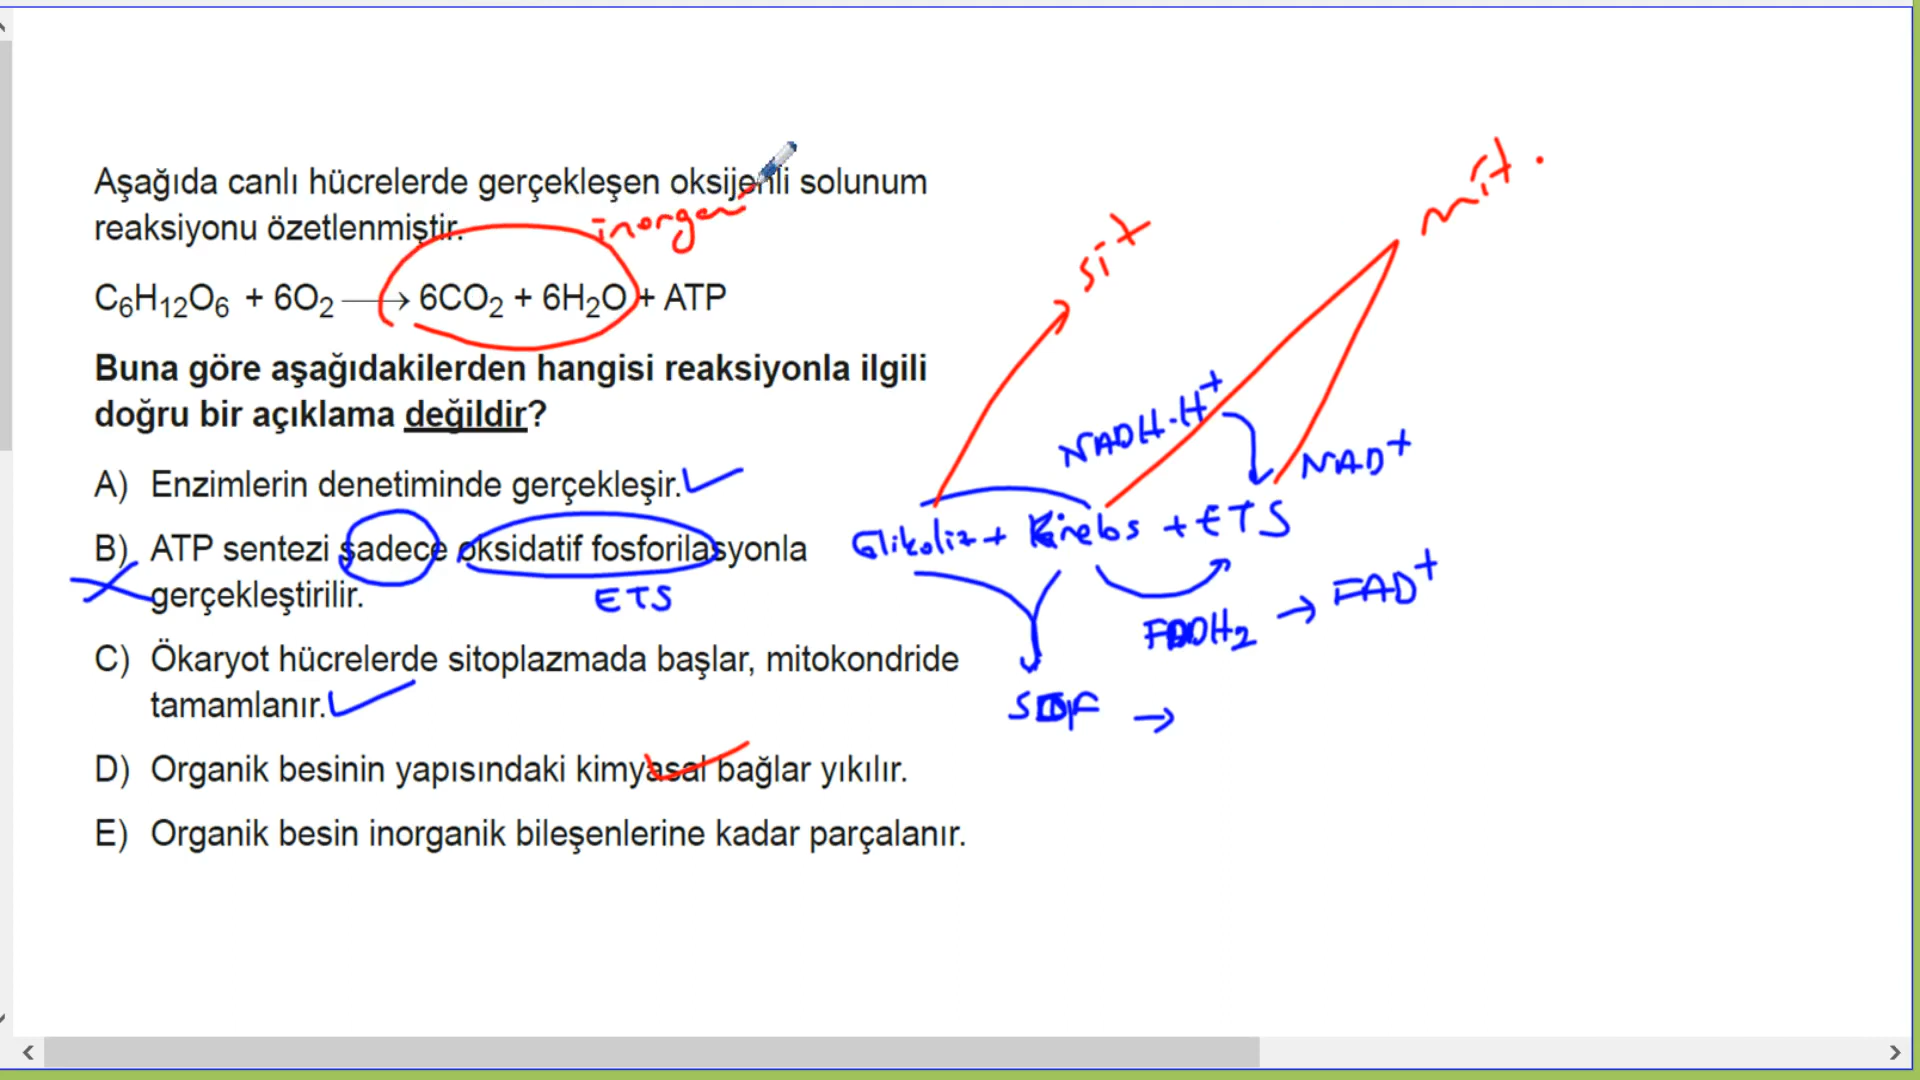 Aşağıda canlı hücrelerde gerçekleşen oksijenli solunum
reaksiyonu özetlenmiştir.
inorgan
C6H12O6 + 6O2 ⟶ 6CO2 + 6H2O + ATP
Buna göre aşağıdakilerden hangisi reaksiyonla ilgili
doğru bir açıklama değildir?
A) Enzimlerin denetiminde gerçekleşir.
B) ATP sentezi sadece oksidatif fosforilasyonla
gerçekleştirilir.
ETS
C) Ökaryot hücrelerde sitoplazmada başlar, mitokondride
tamamlanır.
D) Organik besinin yapısındaki kimyasal bağlar yıkılır.
E) Organik besin inorganik bileşenlerine kadar parçalanır.
sit
mit.
NADH·H+
NAD+
Glikoliz + Krebs + ETS
→ FAD+
→